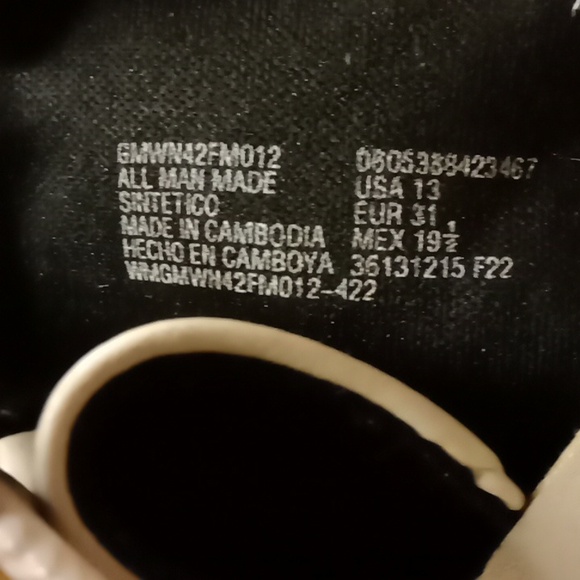 GMWN42FM012
ALL MAN MADE
SINTETICO
MADE IN CAMBODIA
HECHO EN CAMBOYA
WMGMWN42FM012-422
0605388423467
USA 13
EUR 31
MEX 19½
36131215 F22